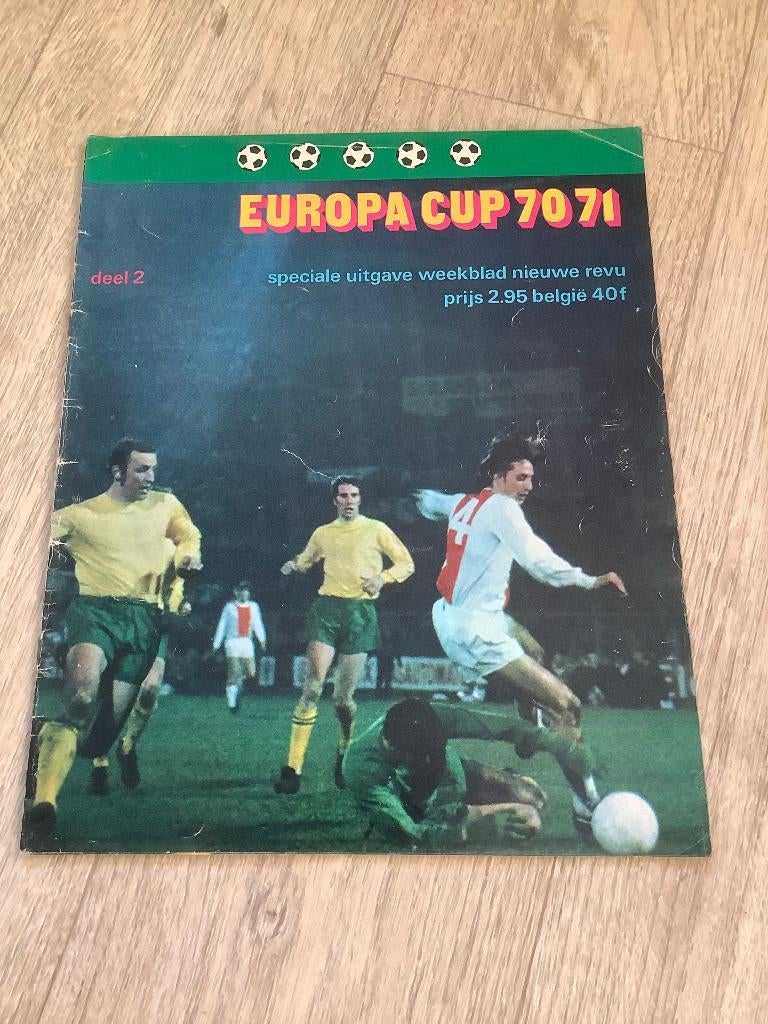 EUROPA CUP 70 71
deel 2
speciale uitgave weekblad nieuwe revu
prijs 2.95 belgië 40f
4